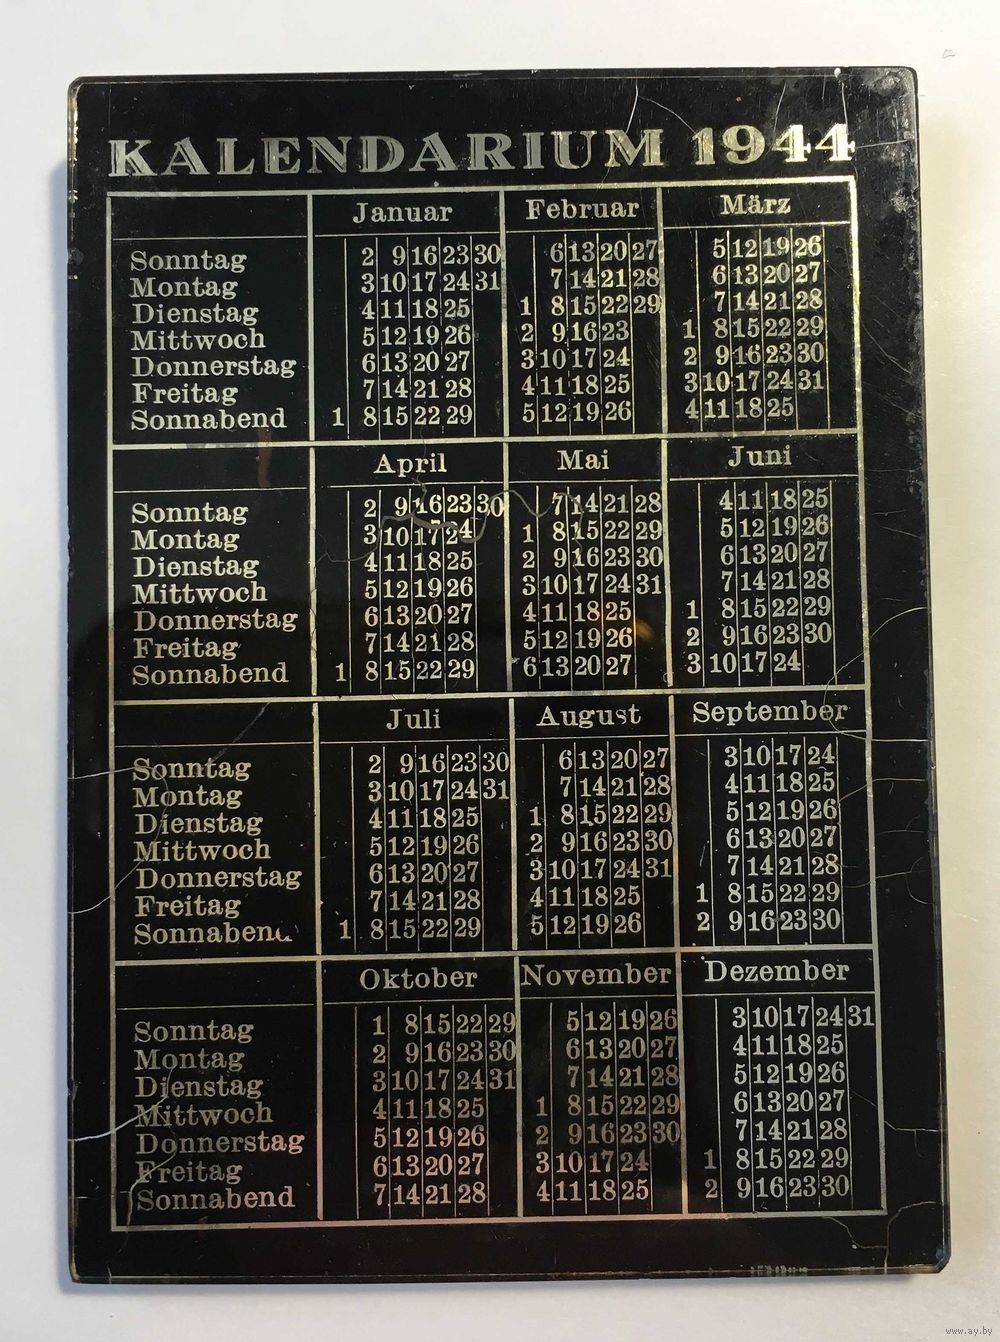 KALENDARIUM 1944
Januar Februar März
Sonntag 2 9 16 23 30 6 13 20 27 5 12 19 26
Montag 3 10 17 24 31 7 14 21 28 6 13 20 27
Dienstag 4 11 18 25 1 8 15 22 29 7 14 21 28
Mittwoch 5 12 19 26 2 9 16 23 1 8 15 22 29
Donnerstag 6 13 20 27 3 10 17 24 2 9 16 23 30
Freitag 7 14 21 28 4 11 18 25 3 10 17 24 31
Sonnabend 1 8 15 22 29 5 12 19 26 4 11 18 25
April Mai Juni
Sonntag 2 9 16 23 30 7 14 21 28 4 11 18 25
Montag 3 10 17 24 1 8 15 22 29 5 12 19 26
Dienstag 4 11 18 25 2 9 16 23 30 6 13 20 27
Mittwoch 5 12 19 26 3 10 17 24 31 7 14 21 28
Donnerstag 6 13 20 27 4 11 18 25 1 8 15 22 29
Freitag 7 14 21 28 5 12 19 26 2 9 16 23 30
Sonnabend 1 8 15 22 29 6 13 20 27 3 10 17 24
Juli August September
Sonntag 2 9 16 23 30 6 13 20 27 3 10 17 24
Montag 3 10 17 24 31 7 14 21 28 4 11 18 25
Dienstag 4 11 18 25 1 8 15 22 29 5 12 19 26
Mittwoch 5 12 19 26 2 9 16 23 30 6 13 20 27
Donnerstag 6 13 20 27 3 10 17 24 31 7 14 21 28
Freitag 7 14 21 28 4 11 18 25 1 8 15 22 29
Sonnabend 1 8 15 22 29 5 12 19 26 2 9 16 23 30
Oktober November Dezember
Sonntag 1 8 15 22 29 5 12 19 26 3 10 17 24 31
Montag 2 9 16 23 30 6 13 20 27 4 11 18 25
Dienstag 3 10 17 24 31 7 14 21 28 5 12 19 26
Mittwoch 4 11 18 25 1 8 15 22 29 6 13 20 27
Donnerstag 5 12 19 26 2 9 16 23 30 7 14 21 28
Freitag 6 13 20 27 3 10 17 24 1 8 15 22 29
Sonnabend 7 14 21 28 4 11 18 25 2 9 16 23 30
www.ay.by